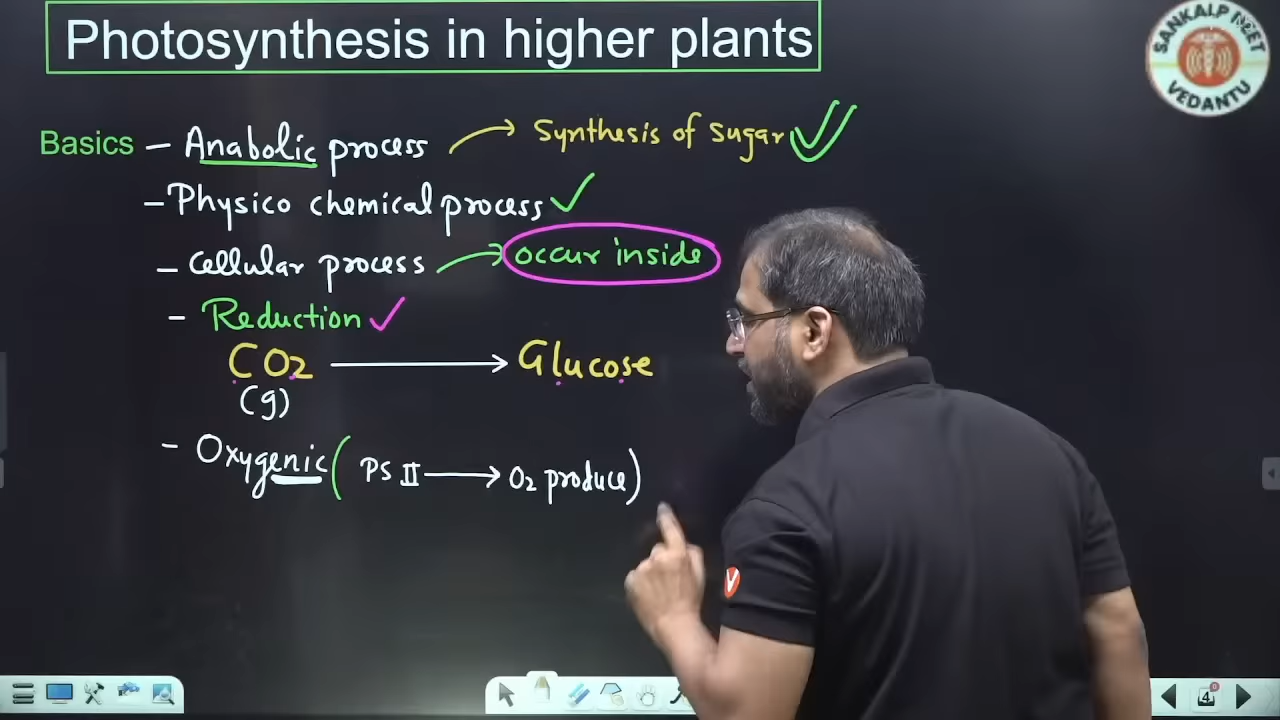 Photosynthesis in higher plants
SANKALP NEET
VEDANTU
Basics - Anabolic process → Synthesis of sugar
- Physico chemical process
- Cellular process → occur inside
- Reduction
CO2 → Glucose
(g)
- Oxygenic (PS II → O2 produce)
V
4